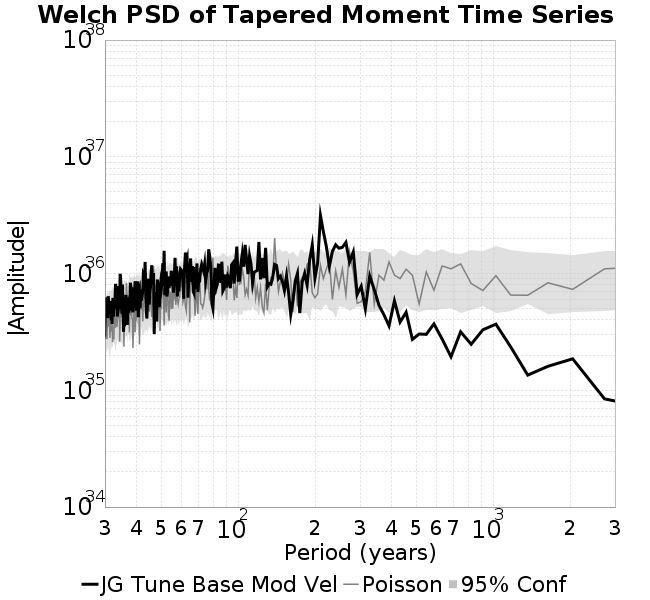 Welch PSD of Tapered Moment Time Series
10^38
10^37
10^36
10^35
10^34
|Amplitude|
3 4 5 6 7 10^2 2 3 4 5 6 7 10^3 2 3
Period (years)
JG Tune Base Mod Vel Poisson 95% Conf